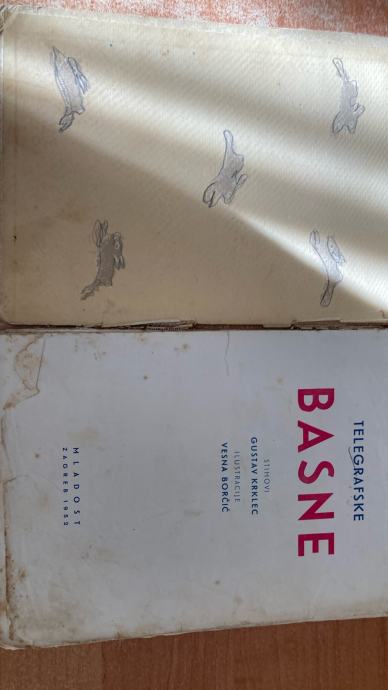 TELEGRAFSKE
BASNE
STIHOVI
GUSTAV KRKLEC
ILUSTRACIJE
VESNA BORČIĆ
MLADOST
ZAGREB 1952